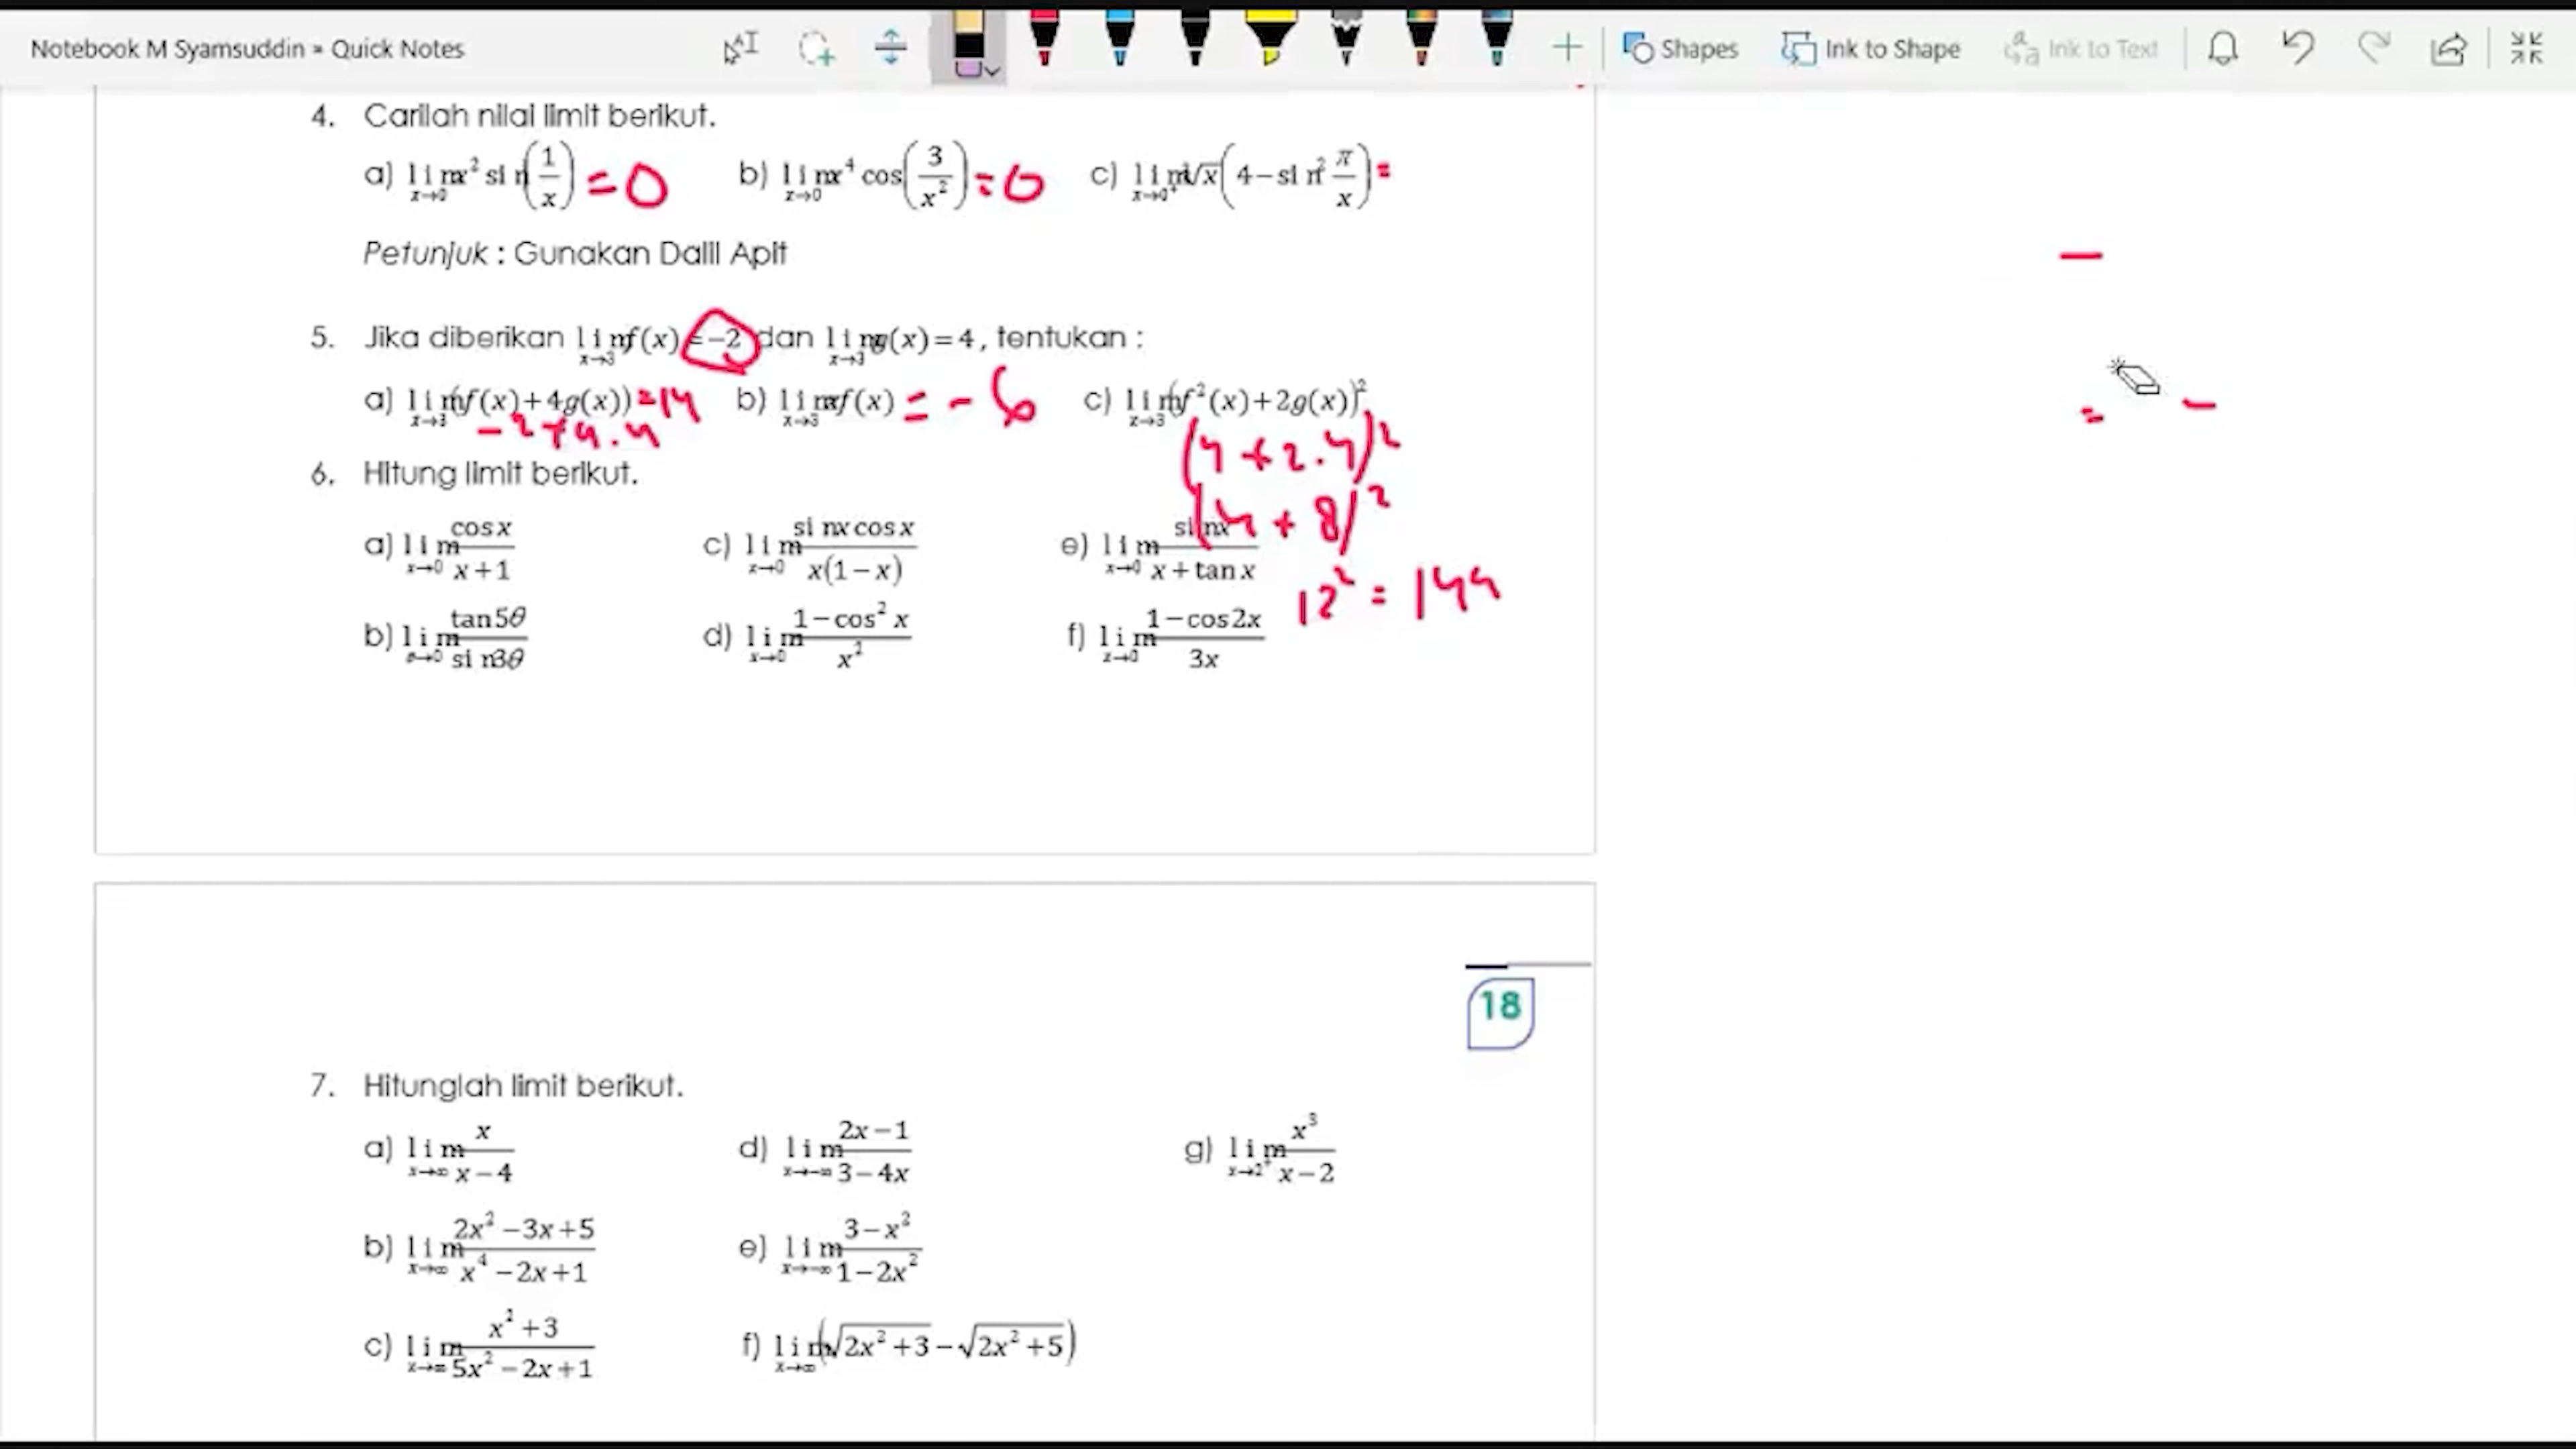 Notebook M Syamsuddin » Quick Notes
Shapes Ink to Shape Ink to Text
4. Carilah nilai limit berikut.
a) lim x→0 x² sin(1/x) = 0 b) lim x→0 x⁴ cos(3/x²) = 0 c) lim x→0⁺ √x(4 − sin² π/x) =
Petunjuk : Gunakan Dalil Apit
5. Jika diberikan lim x→3 f(x) = −2 dan lim x→3 g(x) = 4, tentukan :
a) lim x→3 (f(x)+4g(x)) = 14 b) lim x→3 xf(x) = −6 c) lim x→3 (f²(x)+2g(x))²
−2+4.4
(4+2.4)²
(4+8)²
12² = 144
6. Hitung limit berikut.
a) lim x→0 cos x/(x+1) c) lim x→0 sin x cos x/(x(1−x)) e) lim x→0 sin x/(x+tan x)
b) lim θ→0 tan5θ/sin3θ d) lim x→0 (1−cos² x)/x² f) lim x→0 (1−cos2x)/3x
18
7. Hitunglah limit berikut.
a) lim x→∞ x/(x−4) d) lim x→−∞ (2x−1)/(3−4x) g) lim x→2⁺ x³/(x−2)
b) lim x→∞ (2x²−3x+5)/(x⁴−2x+1) e) lim x→−∞ (3−x²)/(1−2x²)
c) lim x→∞ (x²+3)/(5x²−2x+1) f) lim x→∞ (√(2x²+3) − √(2x²+5))